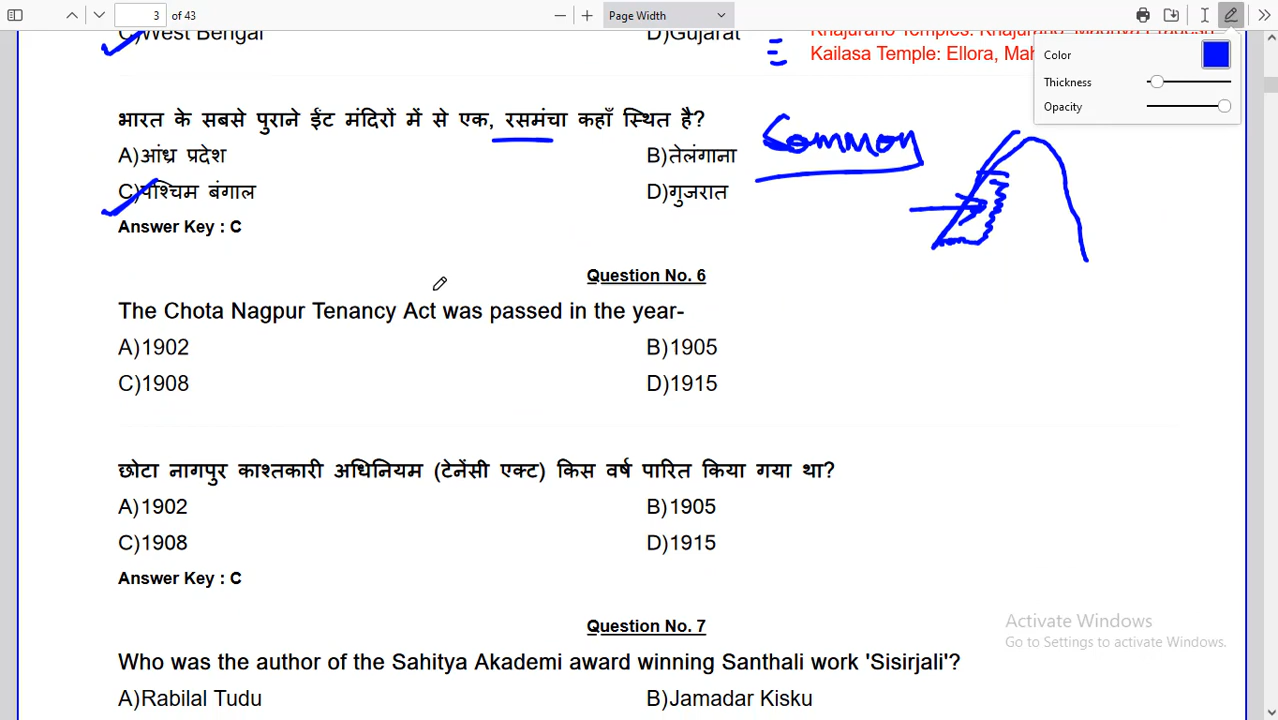 3 of 43
Page Width
C)West Bengal D)Gujarat
Kailasa Temple: Ellora,
Color
Thickness
Opacity
भारत के सबसे पुराने ईंट मंदिरों में से एक, रसमंचा कहाँ स्थित है?
Common
A)आंध्र प्रदेश B)तेलंगाना
C)पश्चिम बंगाल D)गुजरात
Answer Key : C
Question No. 6
The Chota Nagpur Tenancy Act was passed in the year-
A)1902 B)1905
C)1908 D)1915
छोटा नागपुर काश्तकारी अधिनियम (टेनेंसी एक्ट) किस वर्ष पारित किया गया था?
A)1902 B)1905
C)1908 D)1915
Answer Key : C
Activate Windows
Go to Settings to activate Windows.
Question No. 7
Who was the author of the Sahitya Akademi award winning Santhali work 'Sisirjali'?
A)Rabilal Tudu B)Jamadar Kisku